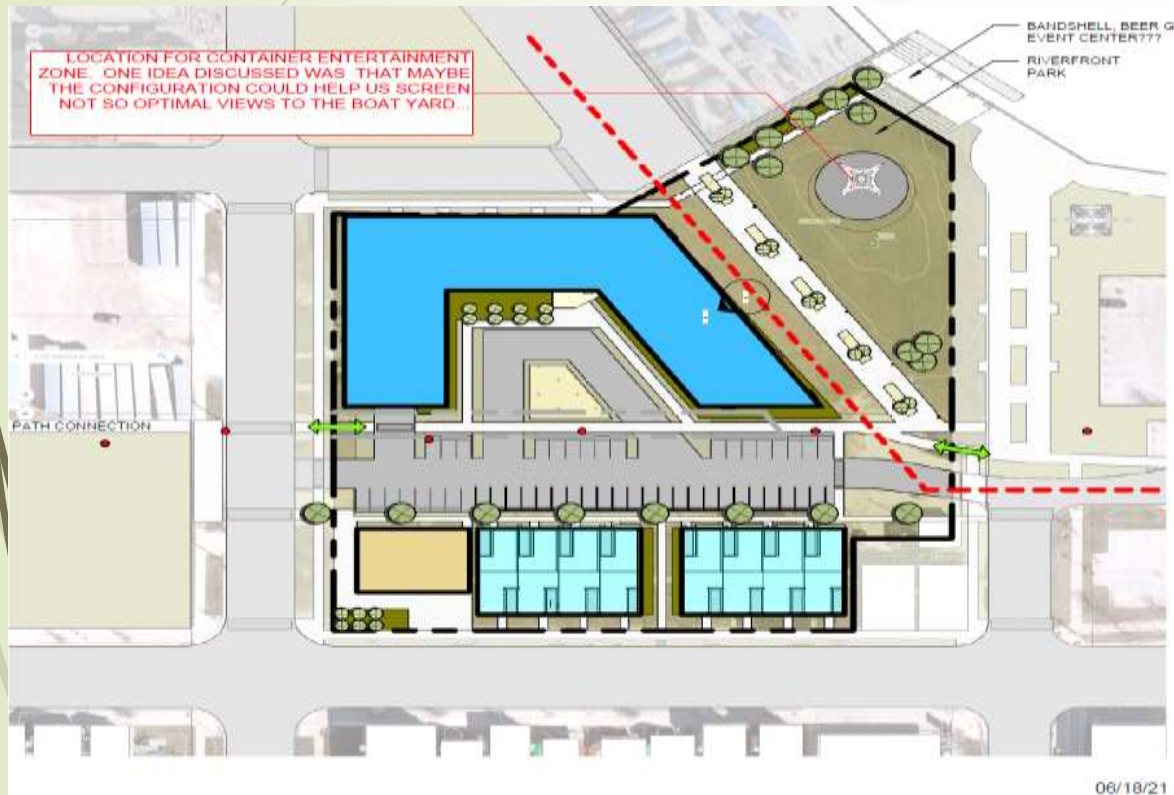 LOCATION FOR CONTAINER ENTERTAINMENT
ZONE. ONE IDEA DISCUSSED WAS THAT MAYBE
THE CONFIGURATION COULD HELP US SCREEN
NOT SO OPTIMAL VIEWS TO THE BOAT YARD...
BANDSHELL, BEER G
EVENT CENTER???
RIVERFRONT
PARK
PATH CONNECTION
06/18/21